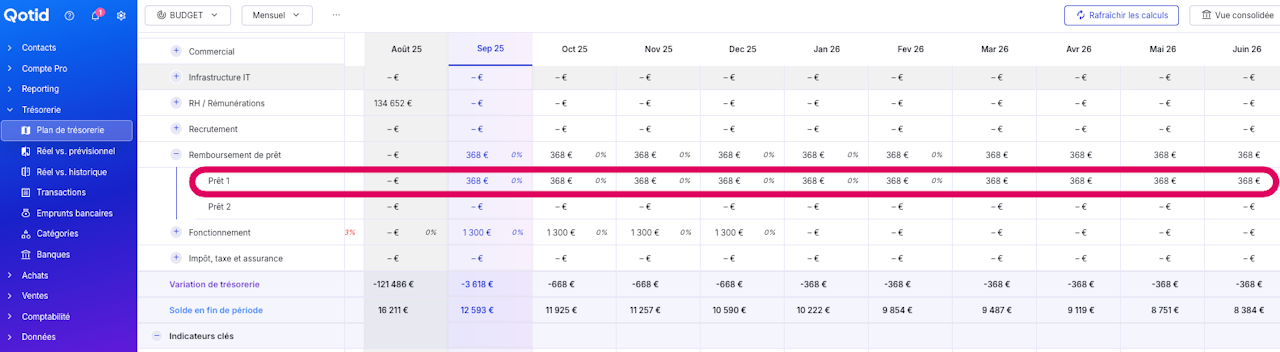 Qotid 1 BUDGET Mensuel ... Rafraîchir les calculs Vue consolidée
Contacts
Compte Pro
Reporting
Trésorerie
Plan de trésorerie
Réel vs. prévisionnel
Réel vs. historique
Transactions
Emprunts bancaires
Catégories
Banques
Achats
Ventes
Comptabilité
Données
Août 25 Sep 25 Oct 25 Nov 25 Dec 25 Jan 26 Fev 26 Mar 26 Avr 26 Mai 26 Juin 26
Commercial – € – € – € – € – € – € – € – € – € – € – €
Infrastructure IT – € – € – € – € – € – € – € – € – € – € – €
RH / Rémunérations 134 652 € – € – € – € – € – € – € – € – € – € – €
Recrutement – € – € – € – € – € – € – € – € – € – € – €
Remboursement de prêt – € 368 € 0% 368 € 0% 368 € 0% 368 € 0% 368 € 0% 368 € 0% 368 € 368 € 368 € 368 €
Prêt 1 – € 368 € 0% 368 € 0% 368 € 0% 368 € 0% 368 € 0% 368 € 0% 368 € 368 € 368 € 368 €
Prêt 2 – € – € – € – € – € – € – € – € – € – € – €
Fonctionnement 3% – € 0% 1 300 € 0% 1 300 € 0% 1 300 € 0% 1 300 € 0% – € – € – € – € – € – €
Impôt, taxe et assurance – € – € – € – € – € – € – € – € – € – € – €
Variation de trésorerie -121 486 € -3 618 € -668 € -668 € -668 € -368 € -368 € -368 € -368 € -368 € -368 €
Solde en fin de période 16 211 € 12 593 € 11 925 € 11 257 € 10 590 € 10 222 € 9 854 € 9 487 € 9 119 € 8 751 € 8 384 €
Indicateurs clés